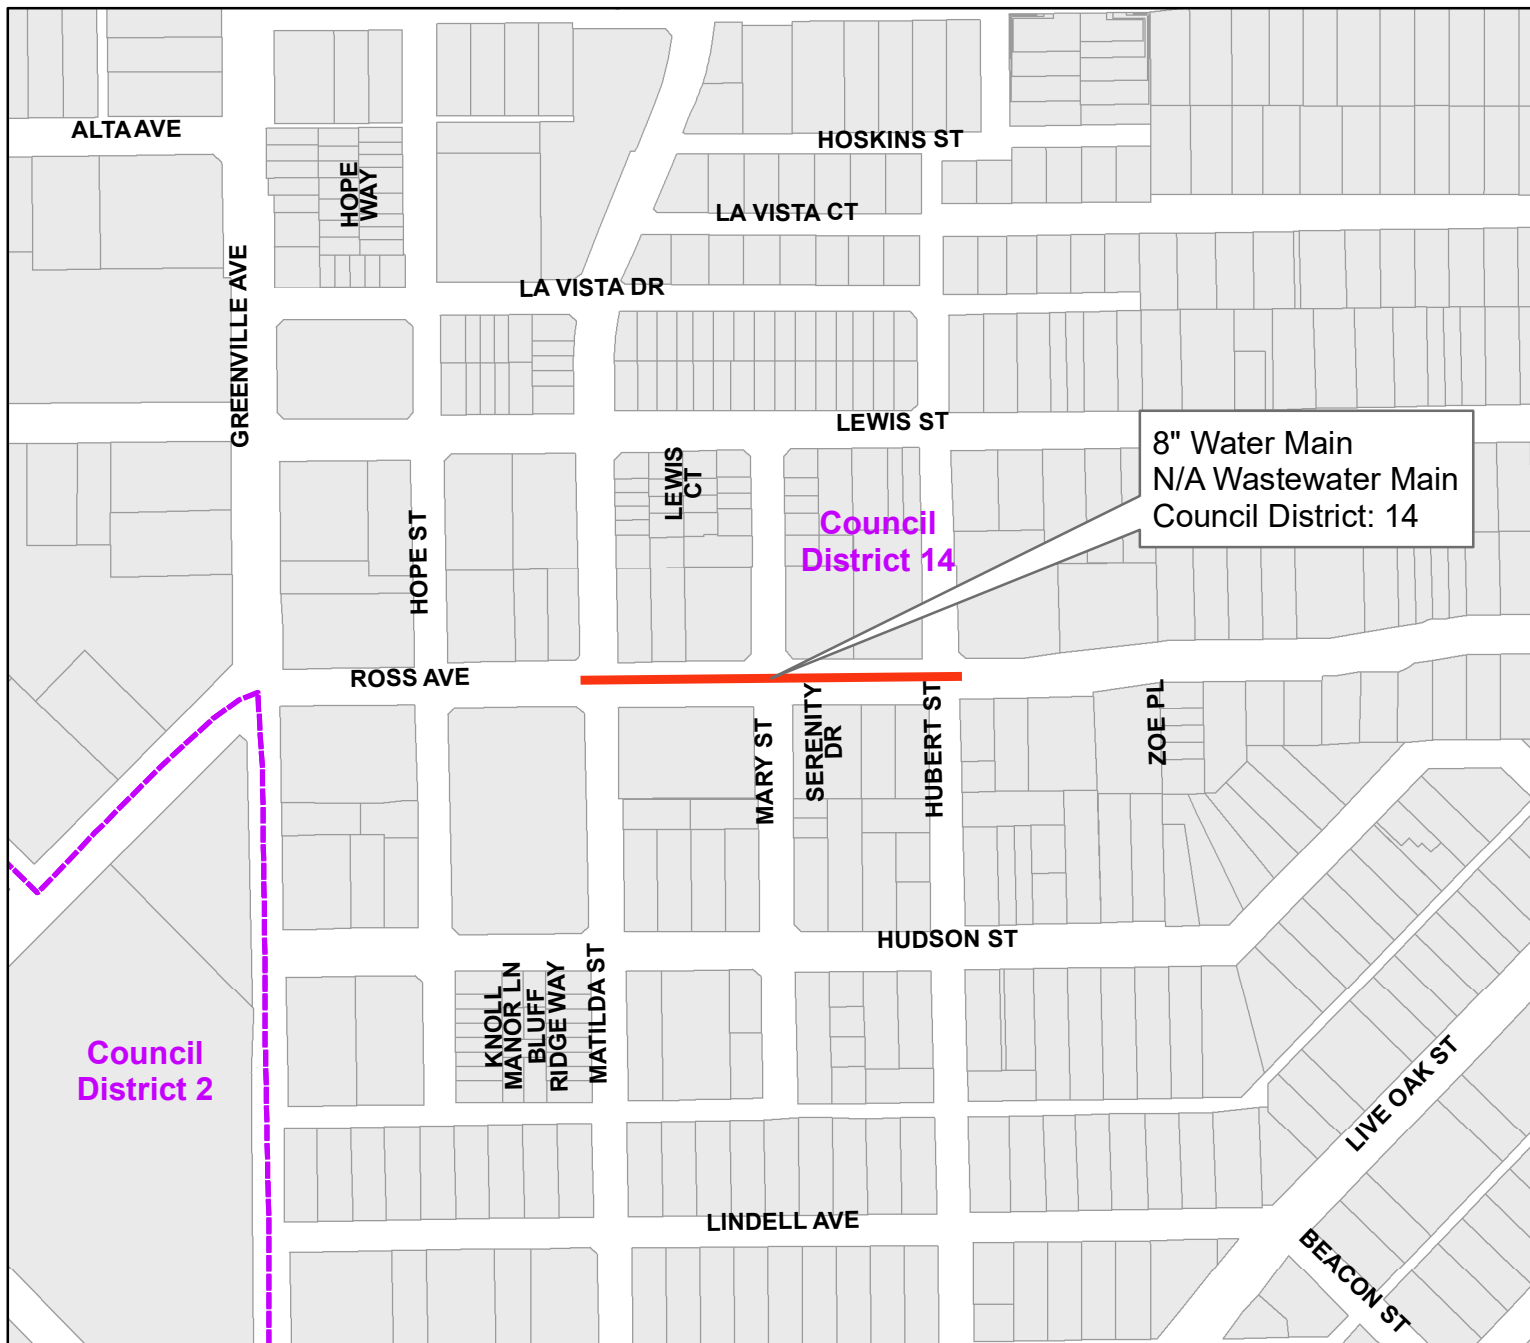 ALTA AVE
HOSKINS ST
HOPE
WAY
LA VISTA CT
LA VISTA DR
GREENVILLE AVE
LEWIS ST
8" Water Main
N/A Wastewater Main
Council District: 14
LEWIS
CT
Council
District 14
HOPE ST
ROSS AVE
MARY ST
SERENITY
DR
HUBERT ST
ZOE PL
HUDSON ST
KNOLL
MANOR LN
BLUFF
RIDGE WAY
MATILDA ST
Council
District 2
LIVE OAK ST
LINDELL AVE
BEACON ST